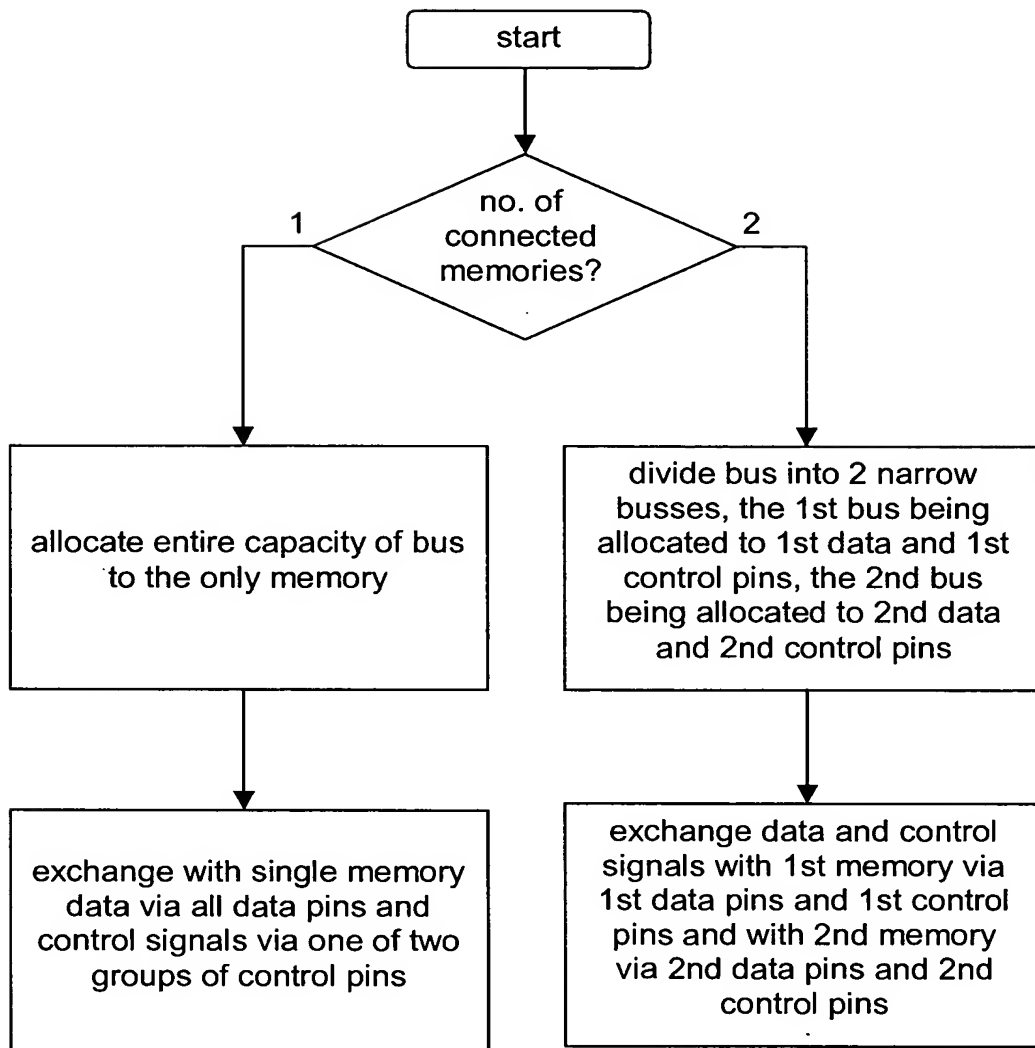 start
no. of
connected
memories?
1
2
allocate entire capacity of bus
to the only memory
divide bus into 2 narrow
busses, the 1st bus being
allocated to 1st data and 1st
control pins, the 2nd bus
being allocated to 2nd data
and 2nd control pins
exchange with single memory
data via all data pins and
control signals via one of two
groups of control pins
exchange data and control
signals with 1st memory via
1st data pins and 1st control
pins and with 2nd memory
via 2nd data pins and 2nd
control pins